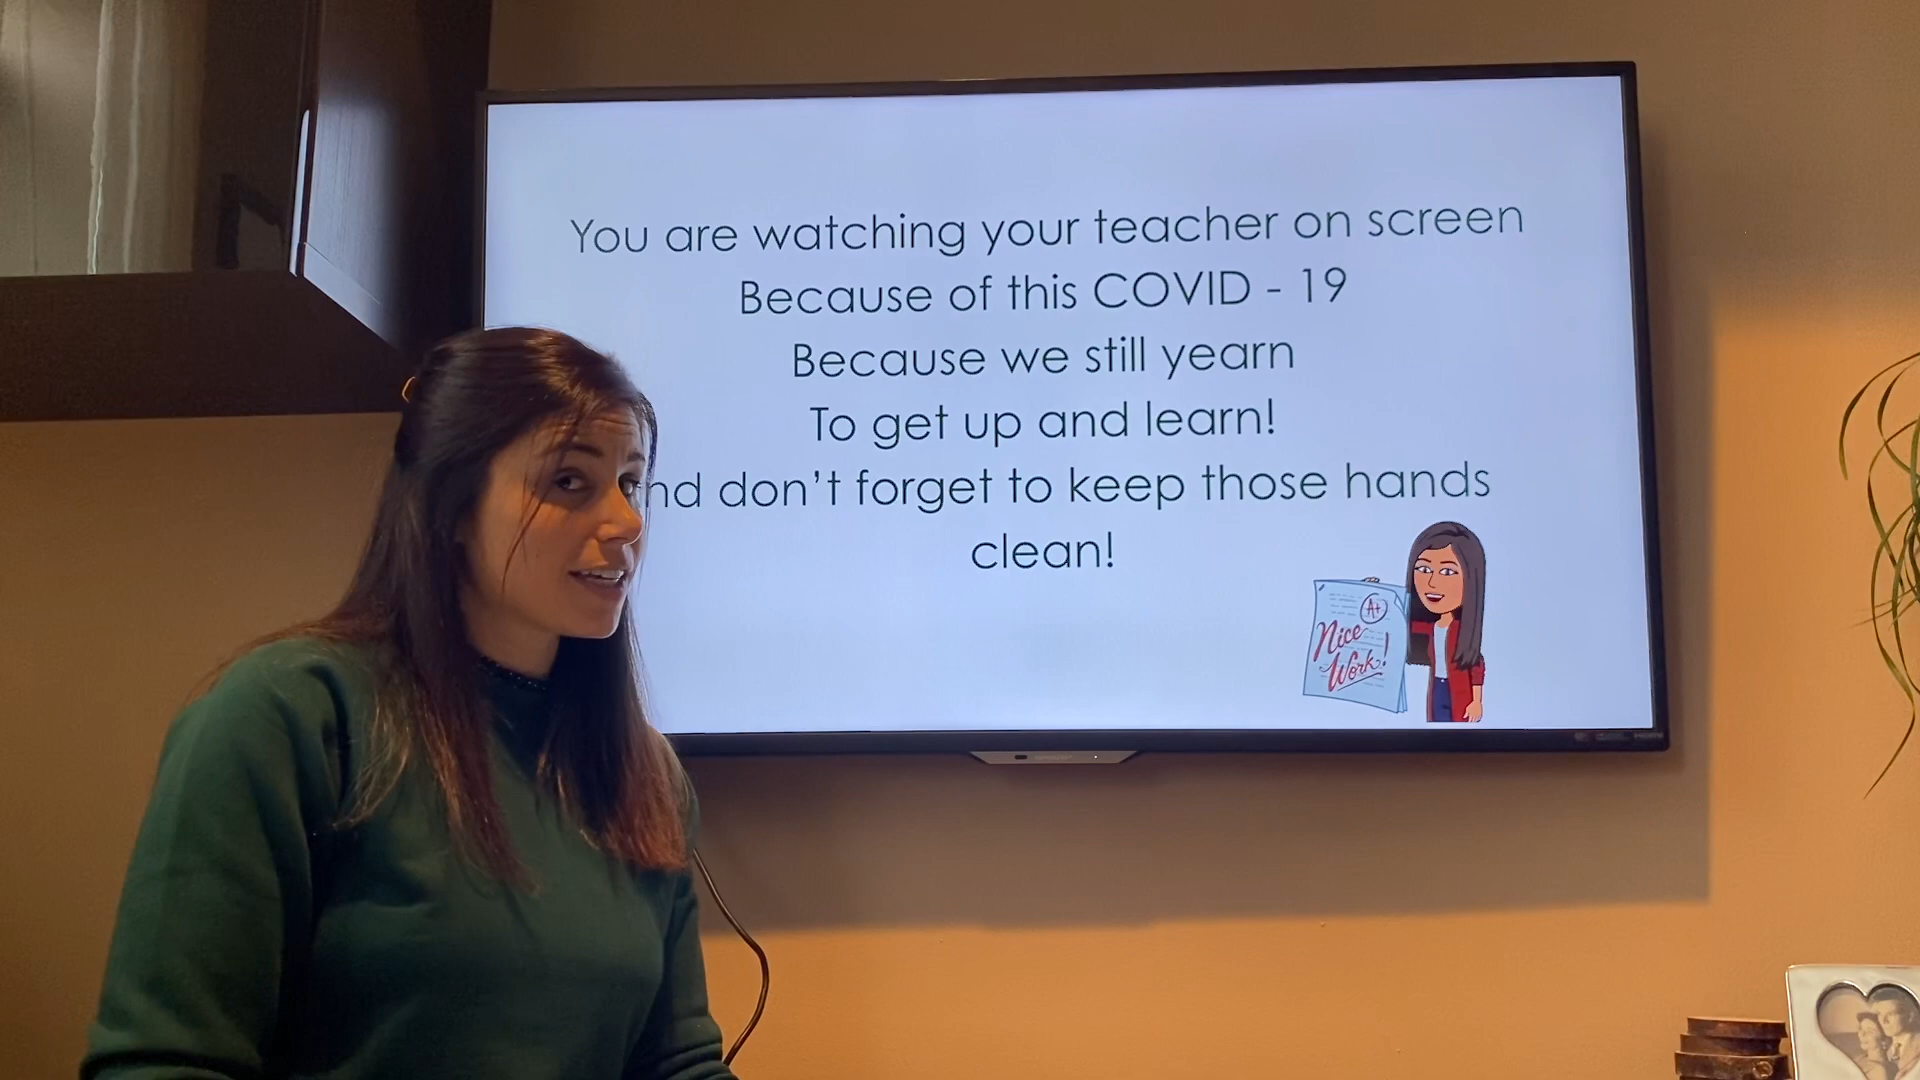 You are watching your teacher on screen
Because of this COVID - 19
Because we still yearn
To get up and learn!
nd don't forget to keep those hands
clean!
A+
Nice
Work!